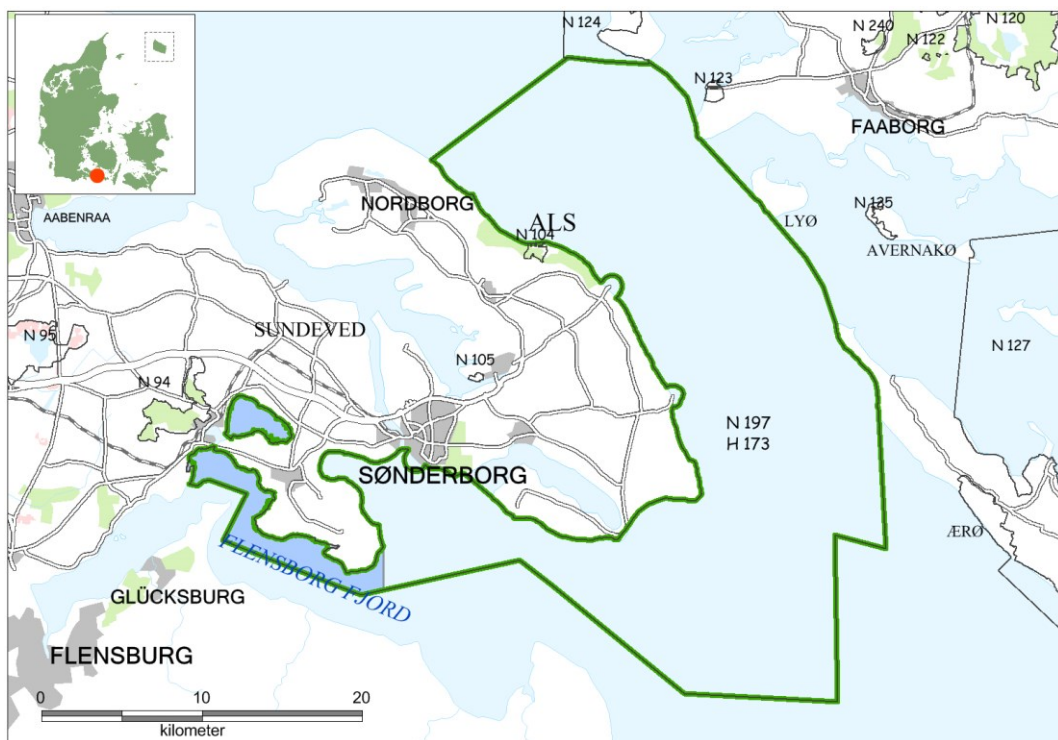 N 124
N 240
N 120
N 122
N 123
FAABORG
NORDBORG
N 135
AABENRAA
ALS
LYØ
N 104
AVERNAKØ
SUNDEVED
N 95
N 127
N 105
N 94
N 197
H 173
SØNDERBORG
ÆRØ
FLENSBORG FJORD
GLÜCKSBURG
FLENSBURG
0 10 20
kilometer